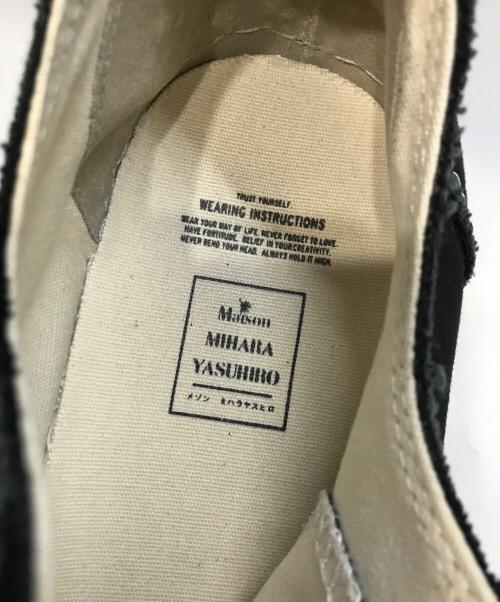 TRUST YOURSELF
WEARING INSTRUCTIONS
WEAR YOUR WAY OF LIFE. NEVER FORGET TO LOVE.
HAVE FORTITUDE. BELIEF IN YOUR CREATIVITY.
NEVER BEND YOUR HEAD. ALWAYS HOLD IT HIGH.
Maison
MIHARA
YASUHIRO
メゾン ミハラヤスヒロ